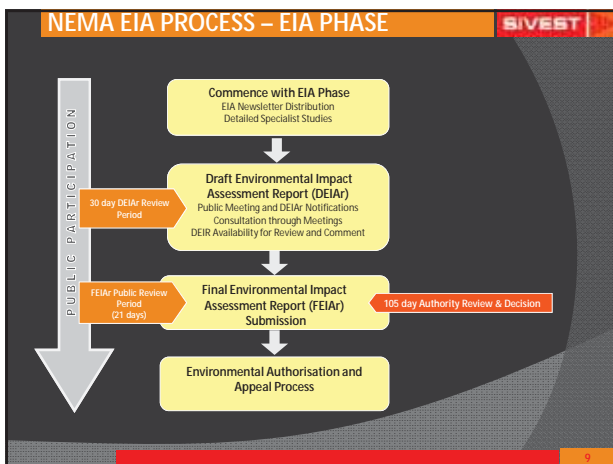 NEMA EIA PROCESS – EIA PHASE
SIVEST
PUBLIC PARTICIPATION
Commence with EIA Phase
EIA Newsletter Distribution
Detailed Specialist Studies
Draft Environmental Impact
Assessment Report (DEIAr)
Public Meeting and DEIAr Notifications
Consultation through Meetings
DEIR Availability for Review and Comment
30 day DEIAr Review
Period
Final Environmental Impact
Assessment Report (FEIAr)
Submission
FEIAr Public Review
Period
(21 days)
105 day Authority Review & Decision
Environmental Authorisation and
Appeal Process
9